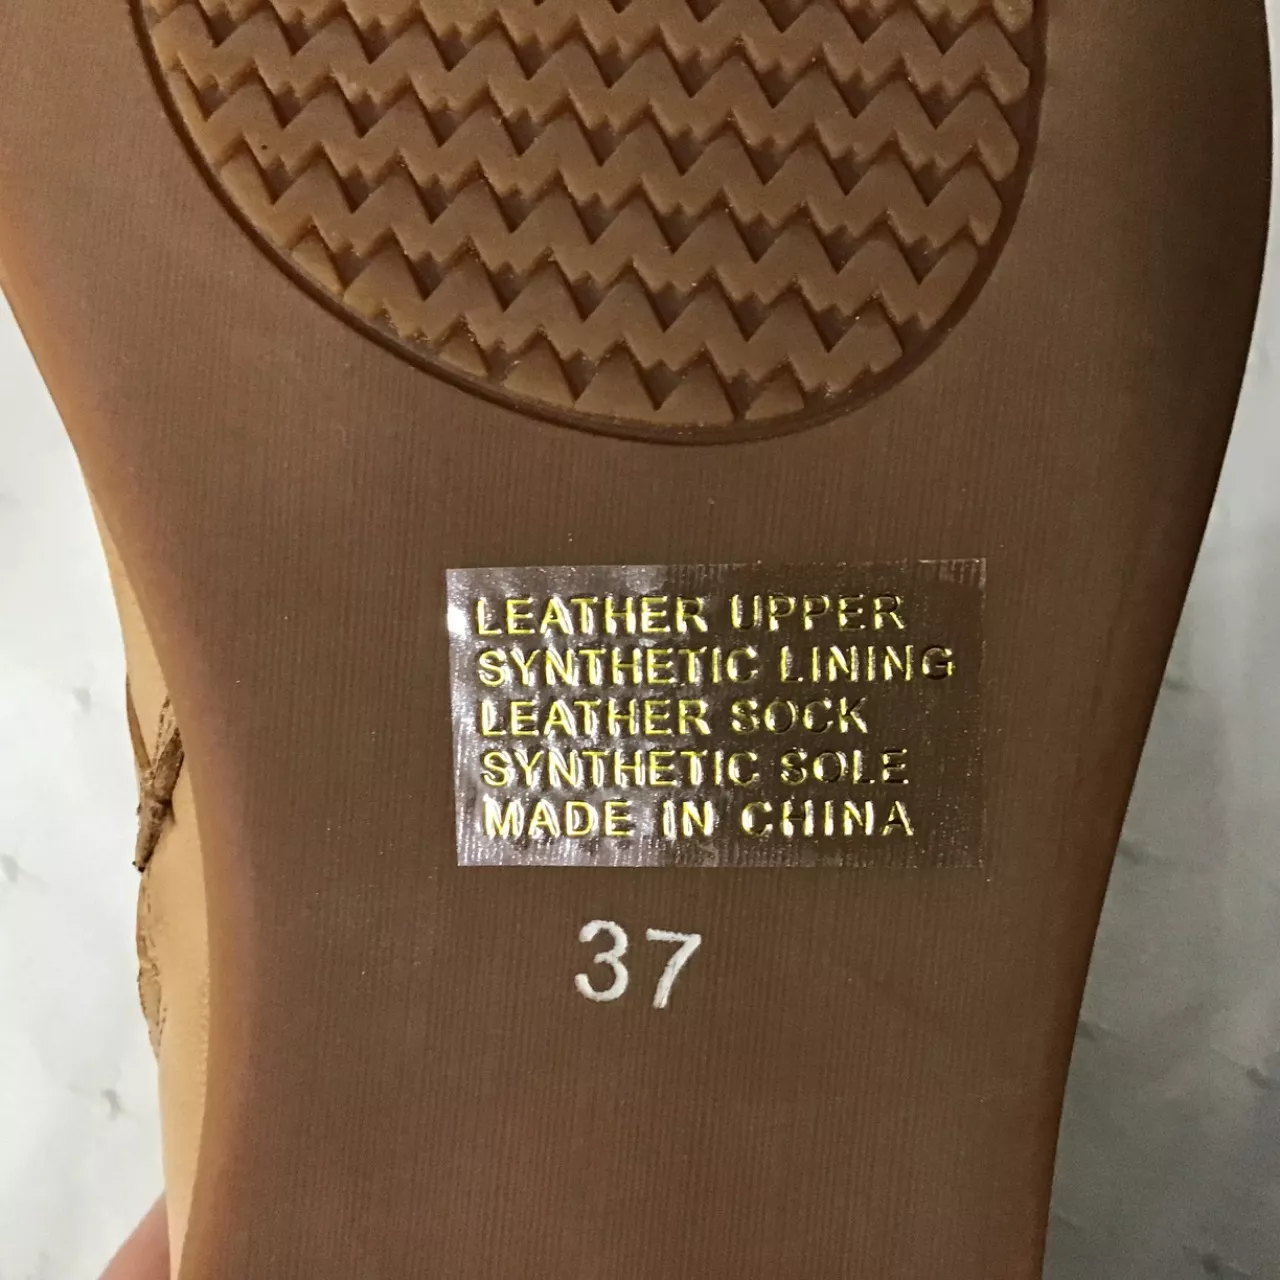 LEATHER UPPER
SYNTHETIC LINING
LEATHER SOCK
SYNTHETIC SOLE
MADE IN CHINA
37